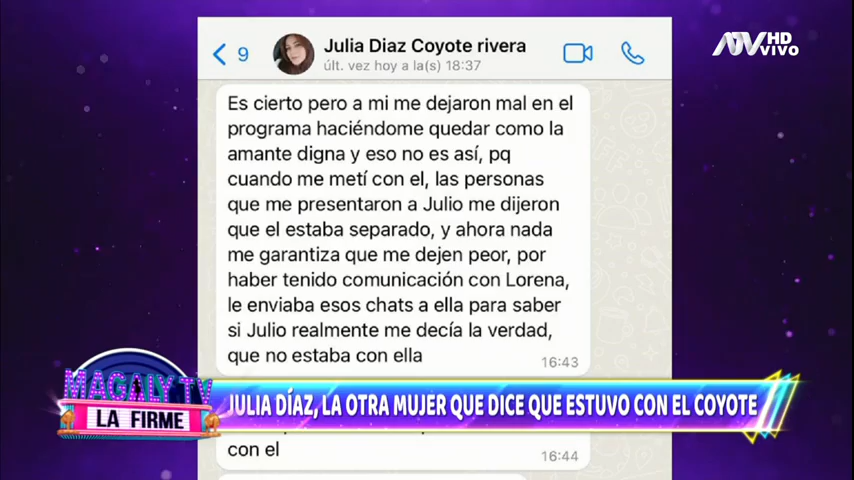 ATV HD
VIVO
9
Julia Diaz Coyote rivera
últ. vez hoy a la(s) 18:37
Es cierto pero a mi me dejaron mal en el
programa haciéndome quedar como la
amante digna y eso no es así, pq
cuando me metí con el, las personas
que me presentaron a Julio me dijeron
que el estaba separado, y ahora nada
me garantiza que me dejen peor, por
haber tenido comunicación con Lorena,
le enviaba esos chats a ella para saber
si Julio realmente me decía la verdad,
que no estaba con ella
16:43
MAGALY TV
LA FIRME
JULIA DÍAZ, LA OTRA MUJER QUE DICE QUE ESTUVO CON EL COYOTE
con el
16:44